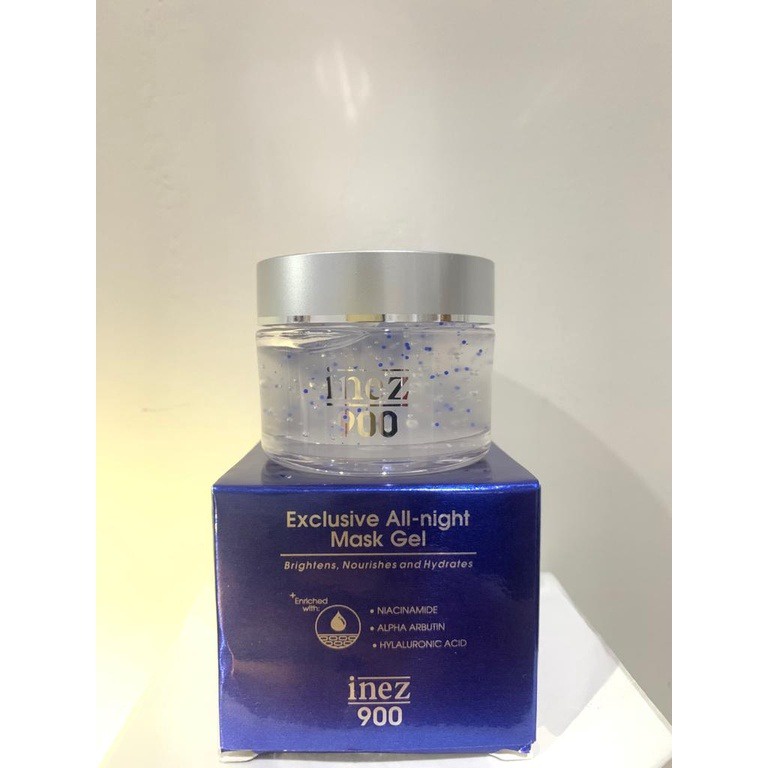 inez
900
Exclusive All-night
Mask Gel
Brightens, Nourishes and Hydrates
+Enriched
with:
• NIACINAMIDE
• ALPHA ARBUTIN
• HYLALURONIC ACID
inez
900